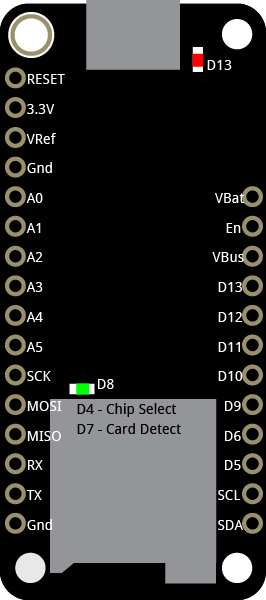 D13
RESET
3.3V
VRef
Gnd
A0
A1
A2
A3
A4
A5
SCK
MOSI
MISO
RX
TX
Gnd
VBat
En
VBus
D13
D12
D11
D10
D9
D6
D5
SCL
SDA
D8
D4 - Chip Select
D7 - Card Detect